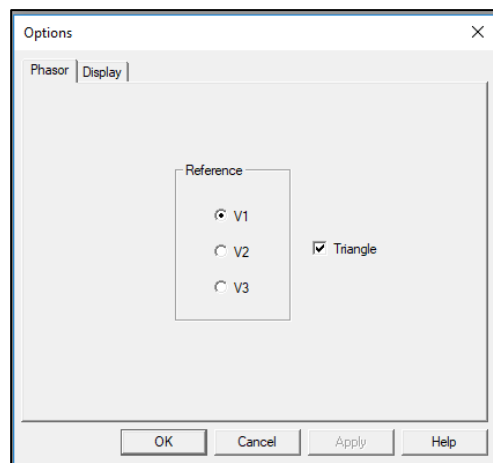 Options
Phasor Display
Reference
V1
V2
Triangle
V3
OK Cancel Apply Help